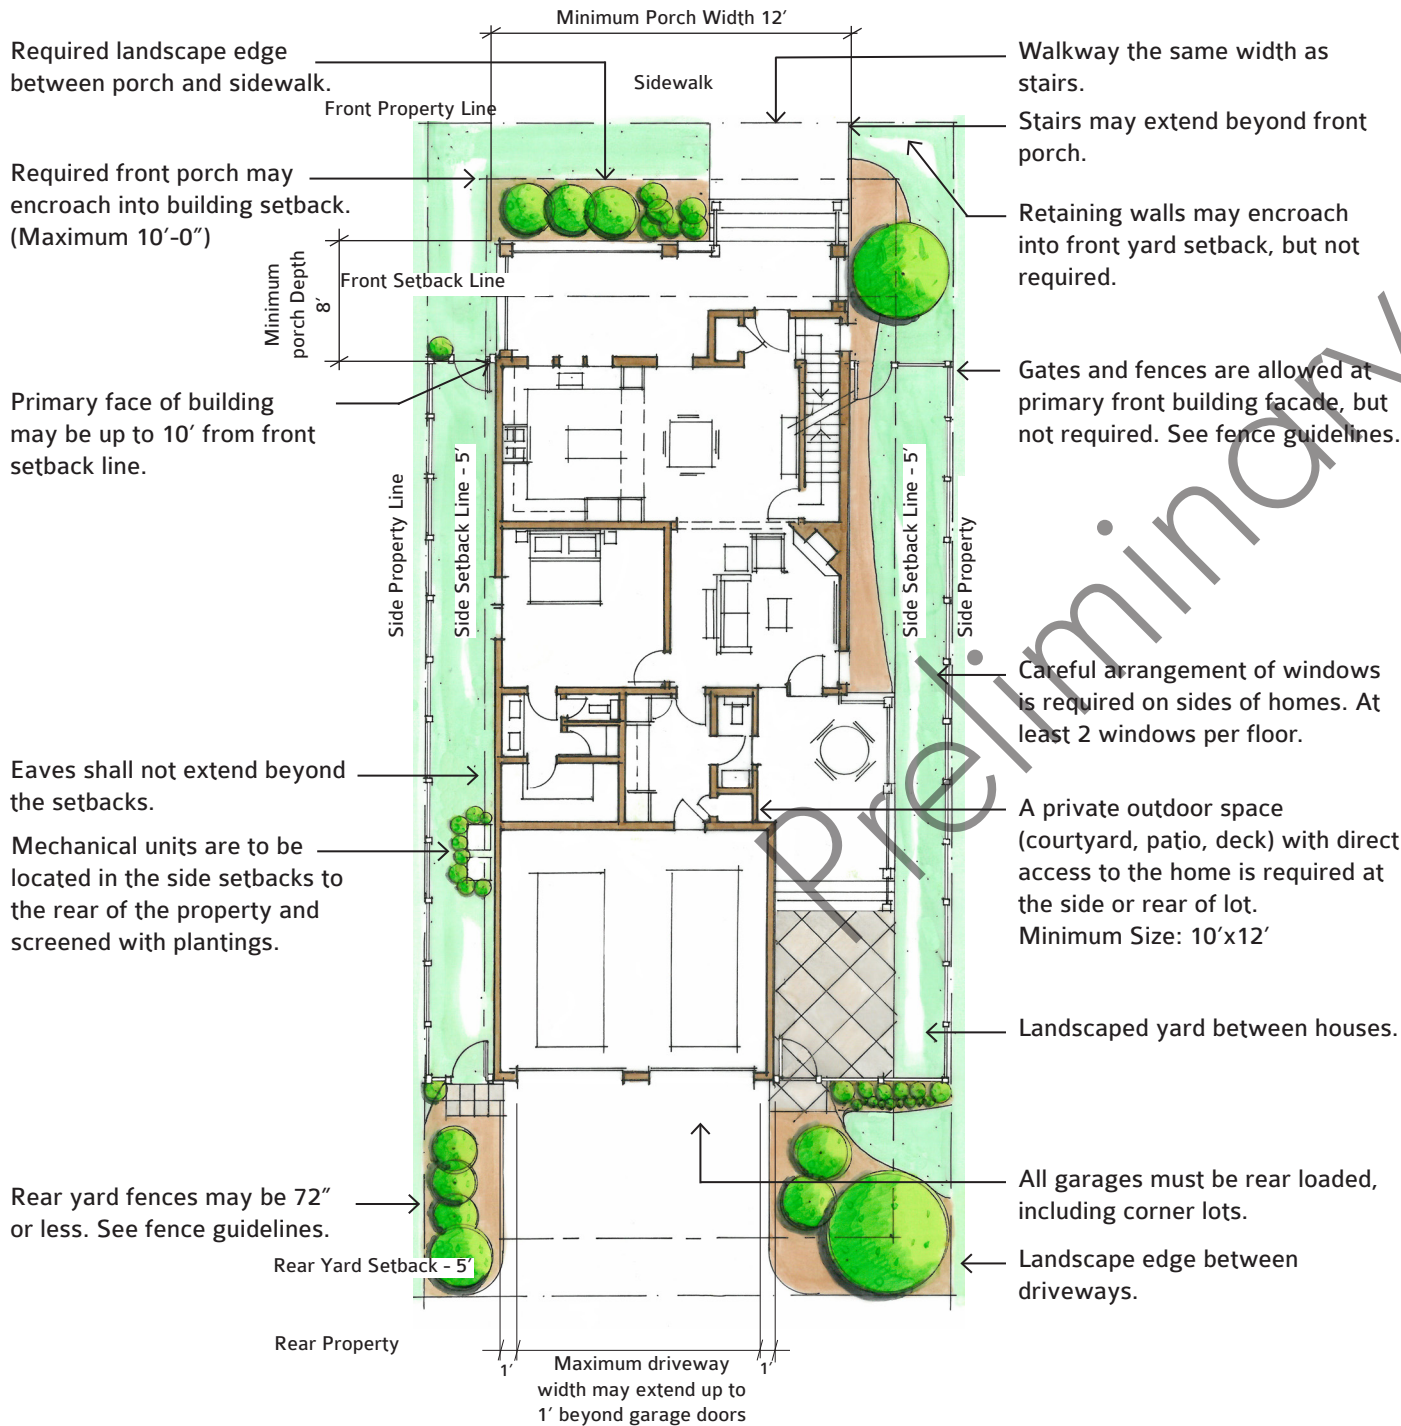 Minimum Porch Width 12′
Required landscape edge
between porch and sidewalk.
Sidewalk
Front Property Line
Walkway the same width as
stairs.
Stairs may extend beyond front
porch.
Required front porch may
encroach into building setback.
(Maximum 10′-0″)
Retaining walls may encroach
into front yard setback, but not
required.
Minimum
porch Depth
8′
Front Setback Line
Primary face of building
may be up to 10′ from front
setback line.
Gates and fences are allowed at
primary front building facade, but
not required. See fence guidelines.
Side Property Line
Side Setback Line - 5′
Side Setback Line - 5′
Side Property
Preliminary
Careful arrangement of windows
is required on sides of homes. At
least 2 windows per floor.
Eaves shall not extend beyond
the setbacks.
Mechanical units are to be
located in the side setbacks to
the rear of the property and
screened with plantings.
A private outdoor space
(courtyard, patio, deck) with direct
access to the home is required at
the side or rear of lot.
Minimum Size: 10′x12′
Landscaped yard between houses.
Rear yard fences may be 72″
or less. See fence guidelines.
All garages must be rear loaded,
including corner lots.
Rear Yard Setback - 5′
Landscape edge between
driveways.
Rear Property
1′
Maximum driveway
width may extend up to
1′ beyond garage doors
1′